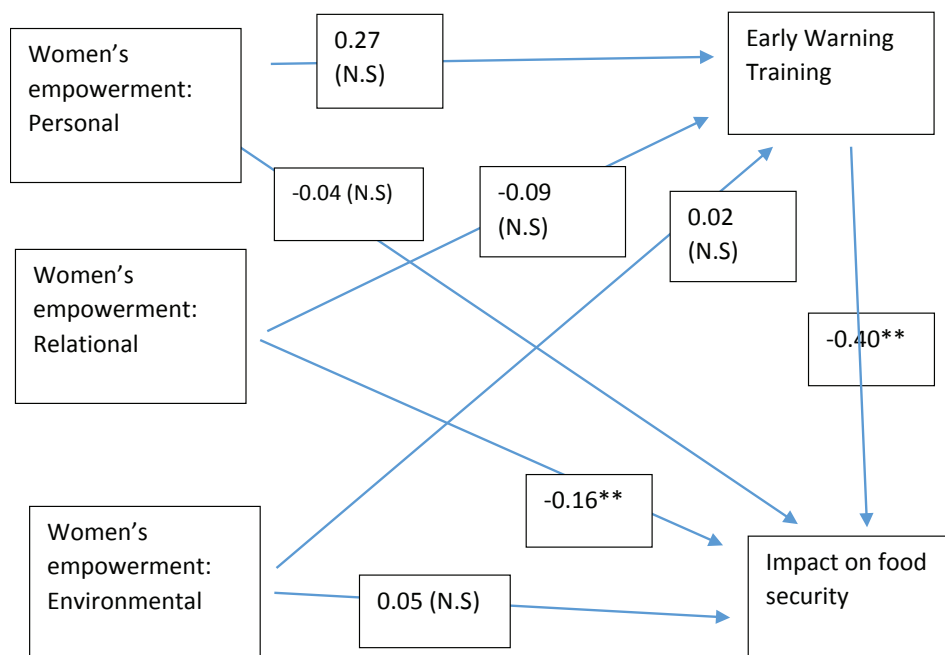 Women’s
empowerment:
Personal
0.27
(N.S)
Early Warning
Training
-0.04 (N.S)
-0.09
(N.S)
0.02
(N.S)
Women’s
empowerment:
Relational
-0.40**
-0.16**
Women’s
empowerment:
Environmental
0.05 (N.S)
Impact on food
security